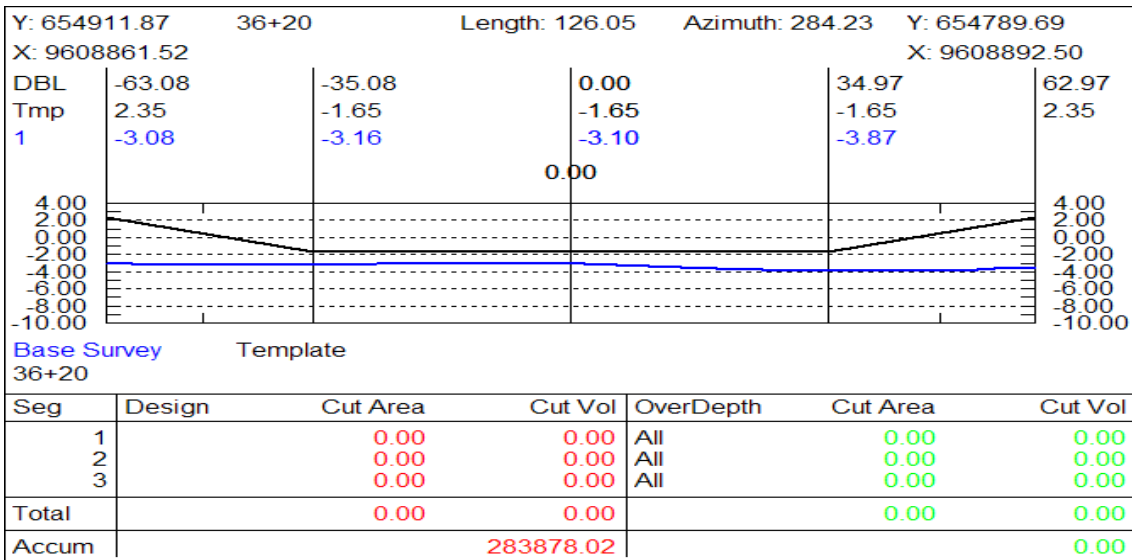 Y: 654911.87 36+20 Length: 126.05 Azimuth: 284.23 Y: 654789.69
X: 9608861.52 X: 9608892.50
DBL -63.08 -35.08 0.00 34.97 62.97
Tmp 2.35 -1.65 -1.65 -1.65 2.35
1 -3.08 -3.16 -3.10 -3.87
0.00
4.00 4.00
2.00 2.00
0.00 0.00
-2.00 -2.00
-4.00 -4.00
-6.00 -6.00
-8.00 -8.00
-10.00 -10.00
Base Survey Template
36+20
Seg Design Cut Area Cut Vol OverDepth Cut Area Cut Vol
1 0.00 0.00 All 0.00 0.00
2 0.00 0.00 All 0.00 0.00
3 0.00 0.00 All 0.00 0.00
Total 0.00 0.00 0.00 0.00
Accum 283878.02 0.00